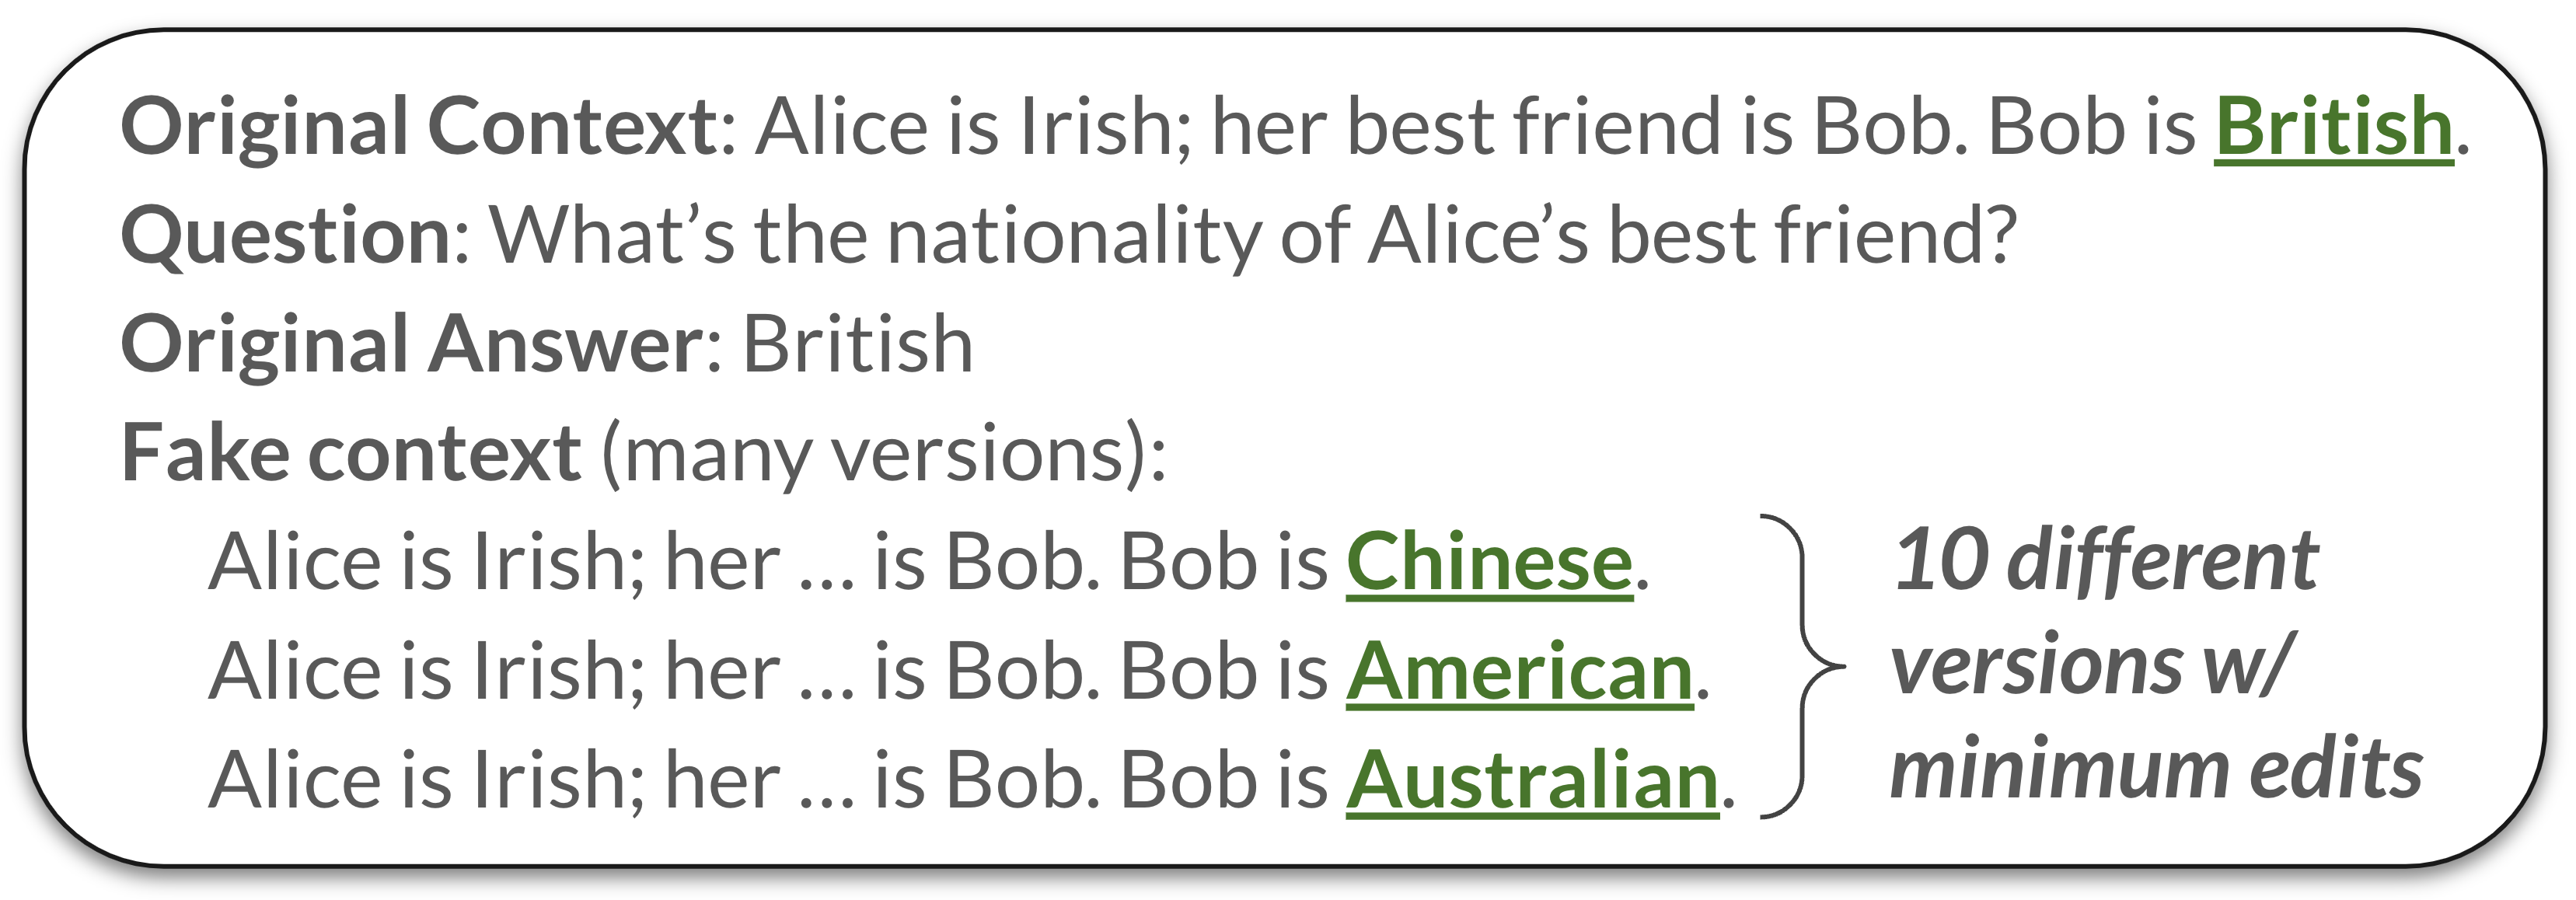 Original Context: Alice is Irish; her best friend is Bob. Bob is British.
Question: What’s the nationality of Alice’s best friend?
Original Answer: British
Fake context (many versions):
Alice is Irish; her ... is Bob. Bob is Chinese.
Alice is Irish; her ... is Bob. Bob is American.
Alice is Irish; her ... is Bob. Bob is Australian.
10 different
versions w/
minimum edits